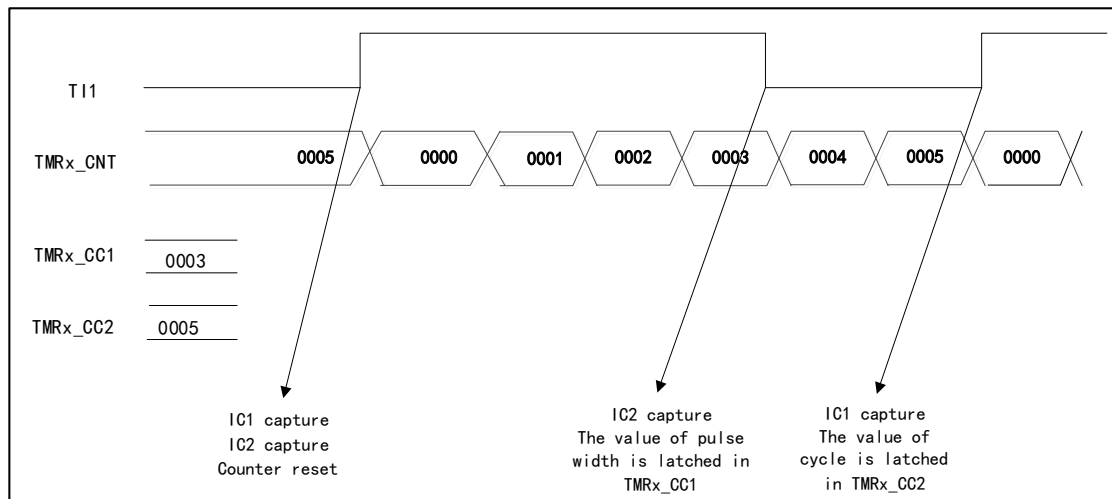 TI1
TMRx_CNT
0005 0000 0001 0002 0003 0004 0005 0000
TMRx_CC1
0003
TMRx_CC2
0005
IC1 capture
IC2 capture
Counter reset
IC2 capture
The value of pulse
width is latched in
TMRx_CC1
IC1 capture
The value of
cycle is latched
in TMRx_CC2